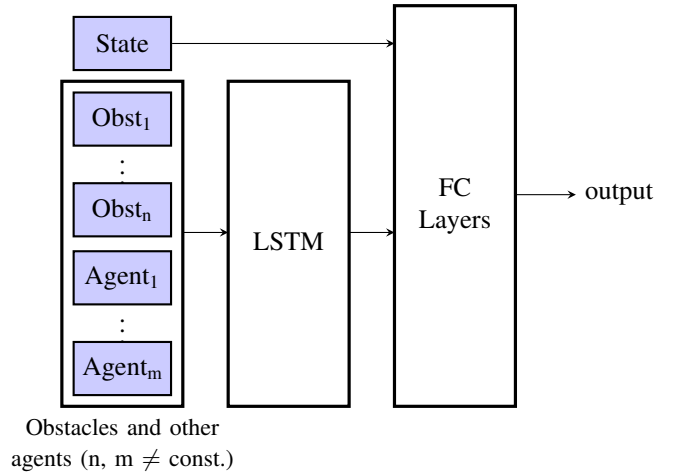 State
Obst₁
⋮
Obstₙ
Agent₁
⋮
Agentₘ
LSTM
FC
Layers
output
Obstacles and other
agents (n, m ≠ const.)